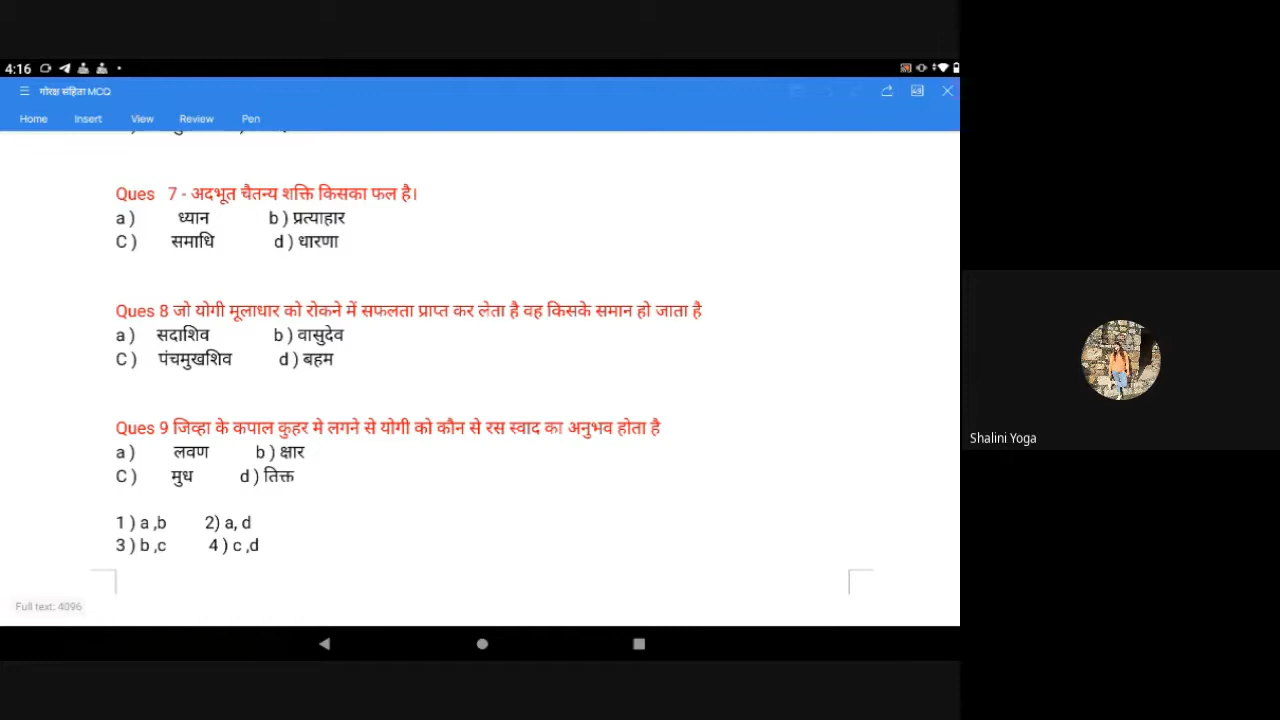 4:16
गोरक्ष संहिता MCQ
Home Insert View Review Pen
Ques 7 - अदभूत चैतन्य शक्ति किसका फल है।
a ) ध्यान b ) प्रत्याहार
C ) समाधि d ) धारणा
Ques 8 जो योगी मूलाधार को रोकने में सफलता प्राप्त कर लेता है वह किसके समान हो जाता है
a ) सदाशिव b ) वासुदेव
C ) पंचमुखशिव d ) बहम
Ques 9 जिव्हा के कपाल कुहर मे लगने से योगी को कौन से रस स्वाद का अनुभव होता है
a ) लवण b ) क्षार
C ) मुध d ) तिक्त
1 ) a ,b 2) a, d
3 ) b ,c 4 ) c ,d
Full text: 4096
Shalini Yoga